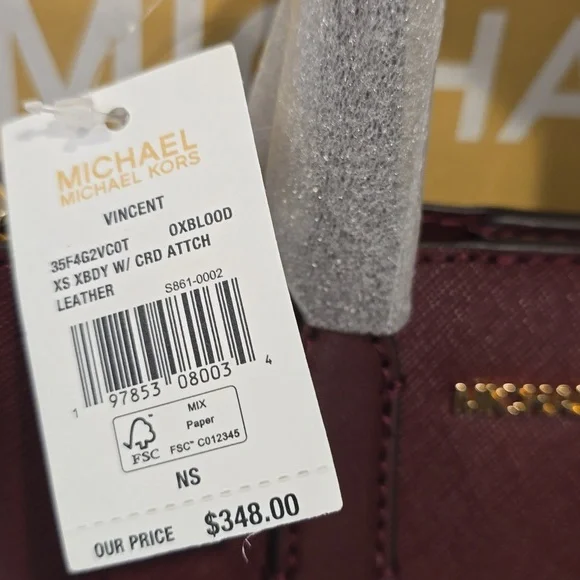 MICHAEL
MICHAEL KORS
VINCENT
35F4G2VC0T OXBLOOD
XS XBDY W/ CRD ATTCH
LEATHER
S861-0002
1 97853 08003 4
FSC
MIX
Paper
FSC™ C012345
NS
OUR PRICE $348.00